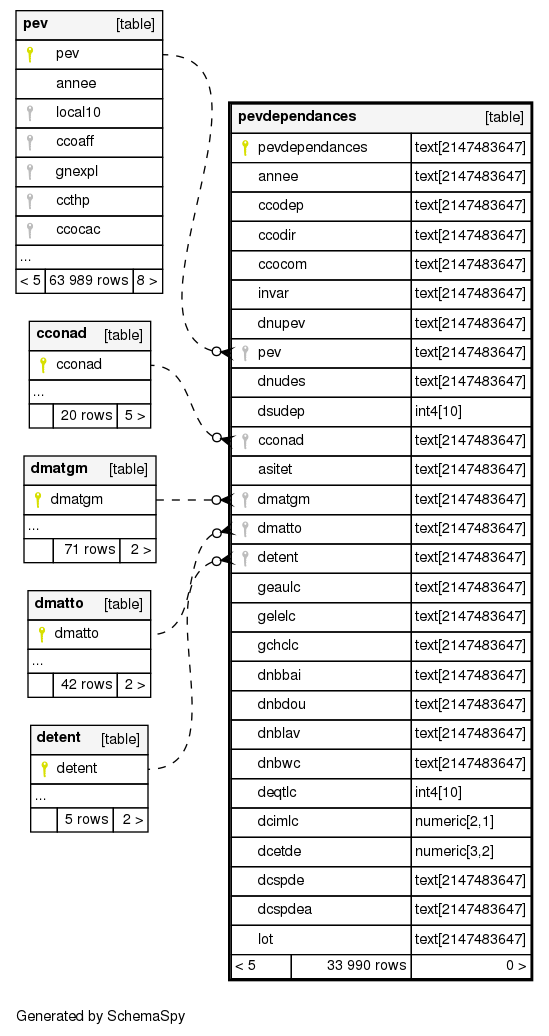 pev [table]
pev
annee
local10
ccoaff
gnexpl
ccthp
ccocac
...
< 5 63 989 rows 8 >
cconad [table]
cconad
...
20 rows 5 >
dmatgm [table]
dmatgm
...
71 rows 2 >
dmatto [table]
dmatto
...
42 rows 2 >
detent [table]
detent
...
5 rows 2 >
pevdependances [table]
pevdependances text[2147483647]
annee text[2147483647]
ccodep text[2147483647]
ccodir text[2147483647]
ccocom text[2147483647]
invar text[2147483647]
dnupev text[2147483647]
pev text[2147483647]
dnudes text[2147483647]
dsudep int4[10]
cconad text[2147483647]
asitet text[2147483647]
dmatgm text[2147483647]
dmatto text[2147483647]
detent text[2147483647]
geaulc text[2147483647]
gelelc text[2147483647]
gchclc text[2147483647]
dnbbai text[2147483647]
dnbdou text[2147483647]
dnblav text[2147483647]
dnbwc text[2147483647]
deqtlc int4[10]
dcimlc numeric[2,1]
dcetde numeric[3,2]
dcspde text[2147483647]
dcspdea text[2147483647]
lot text[2147483647]
< 5 33 990 rows 0 >
Generated by SchemaSpy